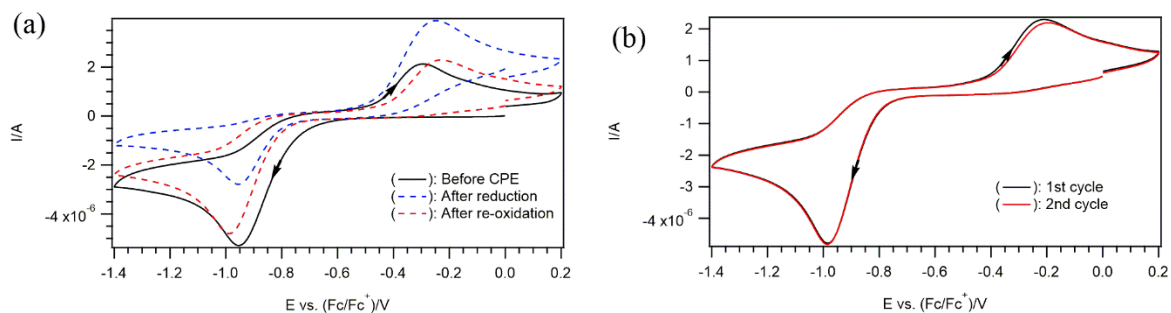 (a)
I/A
2
0
-2
-4 x10⁻⁶
(—): Before CPE
(---): After reduction
(---): After re-oxidation
-1.4 -1.2 -1.0 -0.8 -0.6 -0.4 -0.2 0.0 0.2
E vs. (Fc/Fc⁺)/V
(b)
I/A
2
1
0
1
-2
-3
-4 x10⁻⁶
(—): 1st cycle
(—): 2nd cycle
-1.4 -1.2 -1.0 -0.8 -0.6 -0.4 -0.2 0.0 0.2
E vs. (Fc/Fc⁺)/V